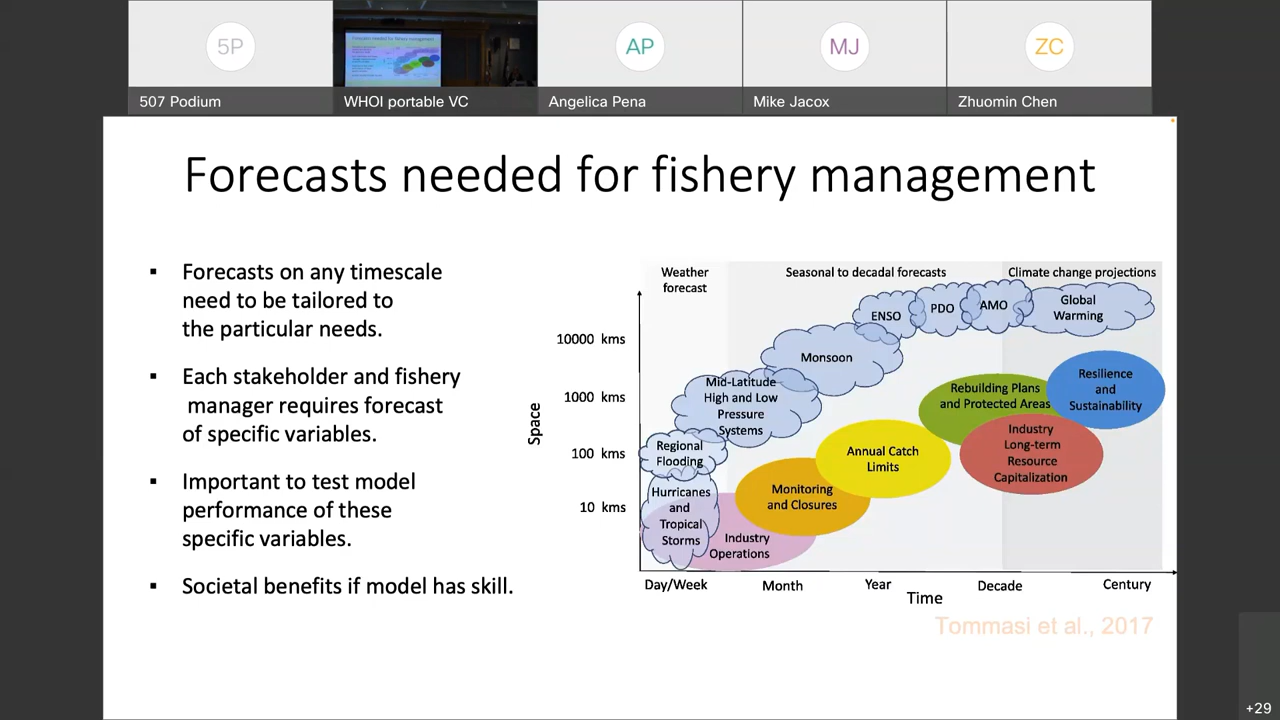 5P
AP
MJ
ZC
507 Podium
WHOI portable VC
Angelica Pena
Mike Jacox
Zhuomin Chen
Forecasts needed for fishery management
▪ Forecasts on any timescale
need to be tailored to
the particular needs.
▪ Each stakeholder and fishery
manager requires forecast
of specific variables.
▪ Important to test model
performance of these
specific variables.
▪ Societal benefits if model has skill.
Weather
forecast
Seasonal to decadal forecasts
Climate change projections
Space
10000 kms
1000 kms
100 kms
10 kms
ENSO
PDO
AMO
Global
Warming
Monsoon
Mid-Latitude
High and Low
Pressure
Systems
Regional
Flooding
Hurricanes
and
Tropical
Storms
Industry
Operations
Monitoring
and Closures
Annual Catch
Limits
Rebuilding Plans
and Protected Areas
Industry
Long-term
Resource
Capitalization
Resilience
and
Sustainability
Day/Week
Month
Year
Decade
Century
Time
Tommasi et al., 2017
+29